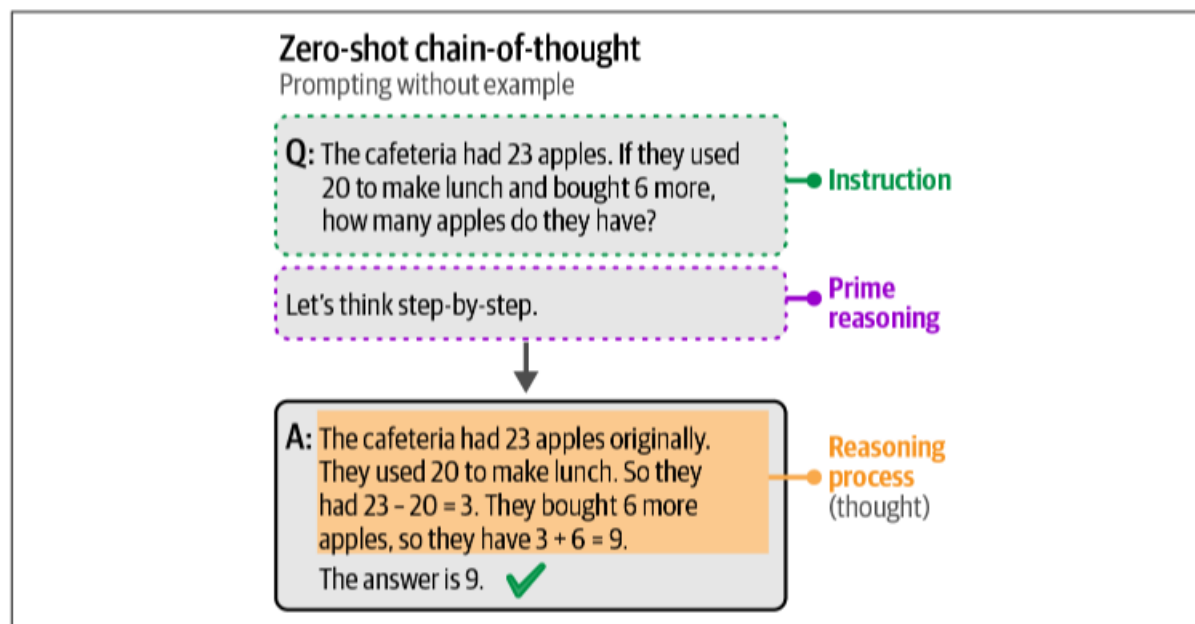 Zero-shot chain-of-thought
Prompting without example
Q: The cafeteria had 23 apples. If they used
20 to make lunch and bought 6 more,
how many apples do they have?
Instruction
Let's think step-by-step.
Prime
reasoning
A: The cafeteria had 23 apples originally.
They used 20 to make lunch. So they
had 23 – 20 = 3. They bought 6 more
apples, so they have 3 + 6 = 9.
The answer is 9.
Reasoning
process
(thought)